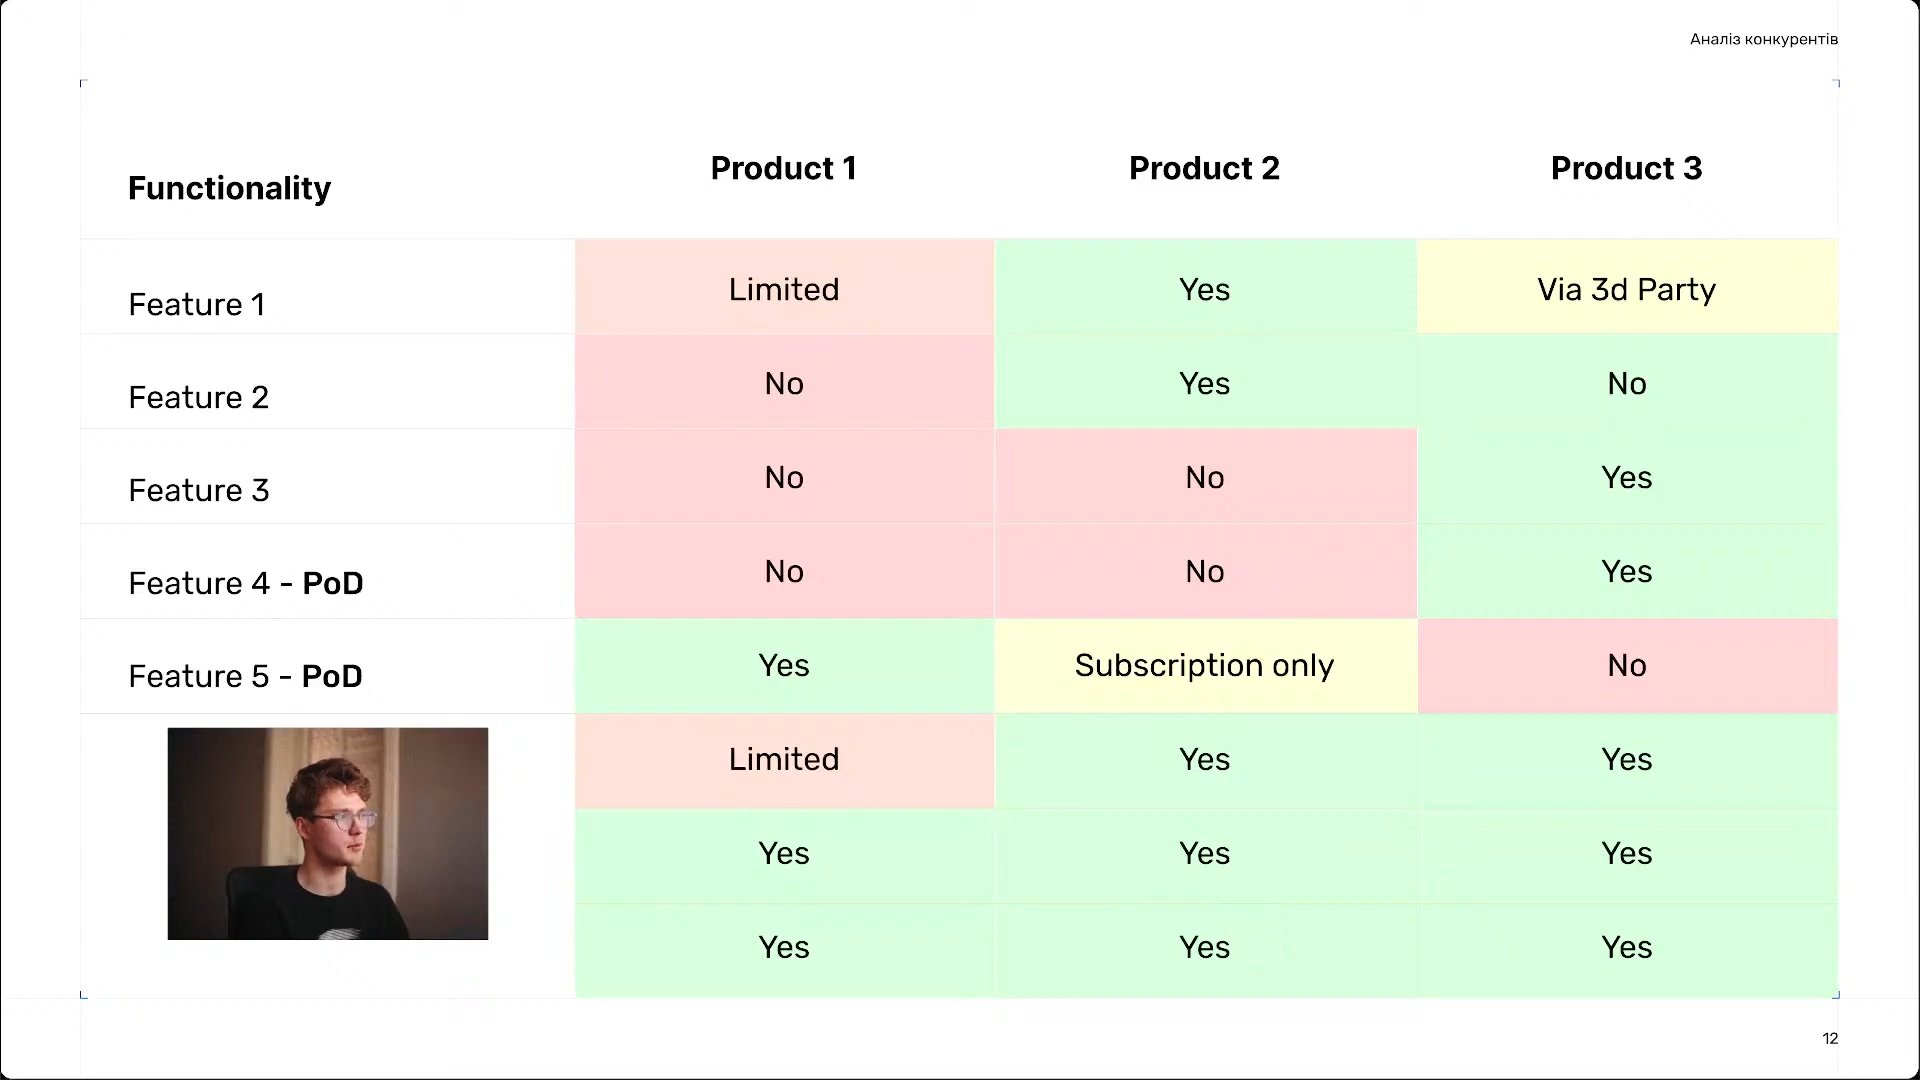 Аналіз конкурентів
Functionality Product 1 Product 2 Product 3
Feature 1 Limited Yes Via 3d Party
Feature 2 No Yes No
Feature 3 No No Yes
Feature 4 - PoD No No Yes
Feature 5 - PoD Yes Subscription only No
Limited Yes Yes
Yes Yes Yes
Yes Yes Yes
12